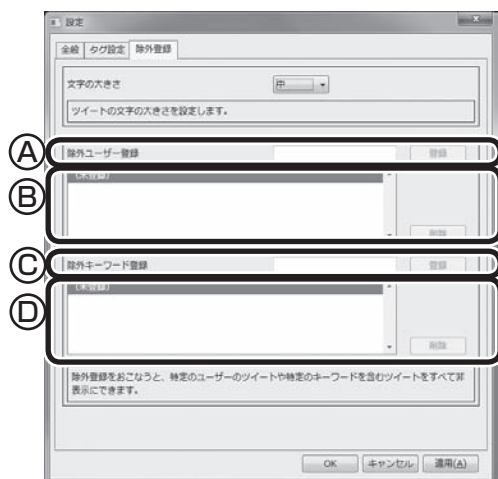 設定
全般 タグ設定 除外登録
文字の大きさ 中
ツイートの文字の大きさを設定します。
Ⓐ 除外ユーザー登録 登録
Ⓑ (未登録)
削除
Ⓒ 除外キーワード登録 登録
Ⓓ (未登録)
削除
除外登録をおこなうと、特定のユーザーのツイートや特定のキーワードを含むツイートをすべて非
表示にできます。
OK キャンセル 適用(A)